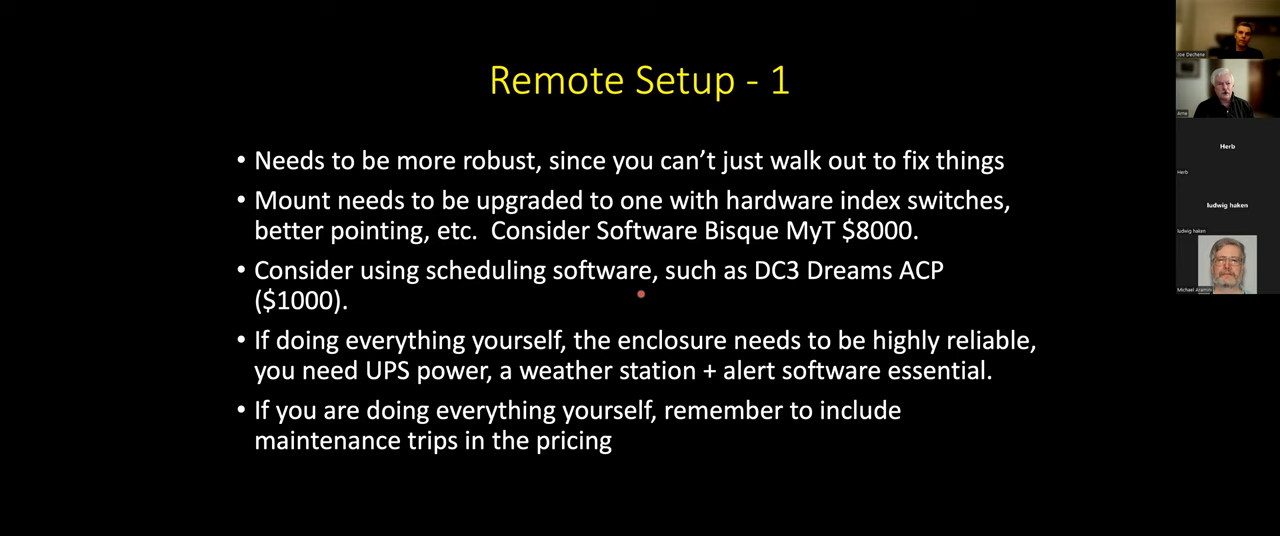 Remote Setup - 1
• Needs to be more robust, since you can't just walk out to fix things
• Mount needs to be upgraded to one with hardware index switches,
better pointing, etc.  Consider Software Bisque MyT $8000.
• Consider using scheduling software, such as DC3 Dreams ACP
($1000).
• If doing everything yourself, the enclosure needs to be highly reliable,
you need UPS power, a weather station + alert software essential.
• If you are doing everything yourself, remember to include
maintenance trips in the pricing
Joe Dechene
Arne
Herb
Herb
ludwig haken
ludwig haken
Michael